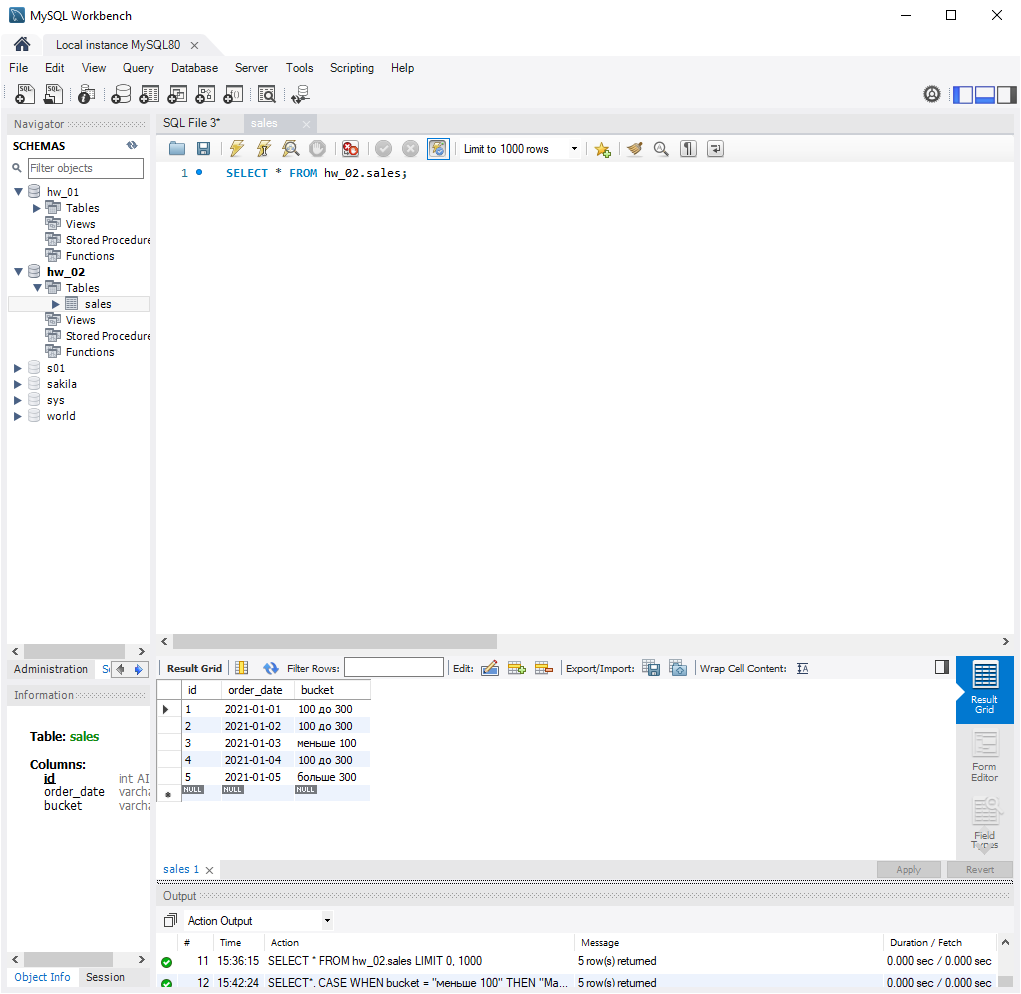 MySQL Workbench
Local instance MySQL80
File Edit View Query Database Server Tools Scripting Help
Navigator
SCHEMAS
Filter objects
hw_01
Tables
Views
Stored Procedure
Functions
hw_02
Tables
sales
Views
Stored Procedure
Functions
s01
sakila
sys
world
Administration
Information
Table: sales
Columns:
id int AI
order_date varcha
bucket varcha
Object Info Session
SQL File 3* sales
Limit to 1000 rows
1 SELECT * FROM hw_02.sales;
Result Grid Filter Rows: Edit: Export/Import: Wrap Cell Content:
id order_date bucket
1 2021-01-01 100 до 300
2 2021-01-02 100 до 300
3 2021-01-03 меньше 100
4 2021-01-04 100 до 300
5 2021-01-05 больше 300
NULL NULL NULL
Result
Grid
Form
Editor
Field
Types
sales 1
Apply Revert
Output
Action Output
# Time Action Message Duration / Fetch
11 15:36:15 SELECT * FROM hw_02.sales LIMIT 0, 1000 5 row(s) returned 0.000 sec / 0.000 sec
12 15:42:24 SELECT*, CASE WHEN bucket = "меньше 100" THEN "Ма... 5 row(s) returned 0.000 sec / 0.000 sec